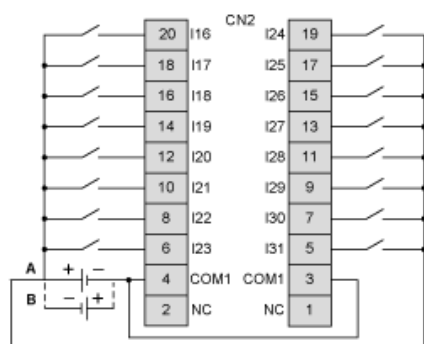 CN2
20 I16 I24 19
18 I17 I25 17
16 I18 I26 15
14 I19 I27 13
12 I20 I28 11
10 I21 I29 9
8 I22 I30 7
6 I23 I31 5
A + − 4 COM1 COM1 3
B − + 2 NC NC 1